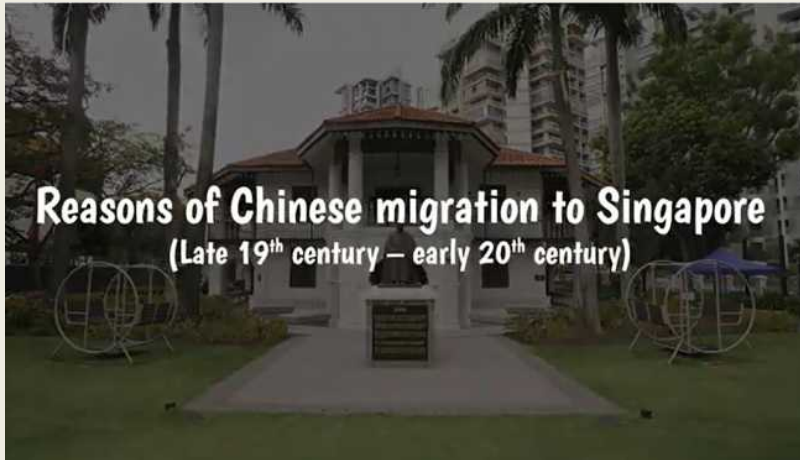 Reasons of Chinese migration to Singapore
(Late 19th century – early 20th century)